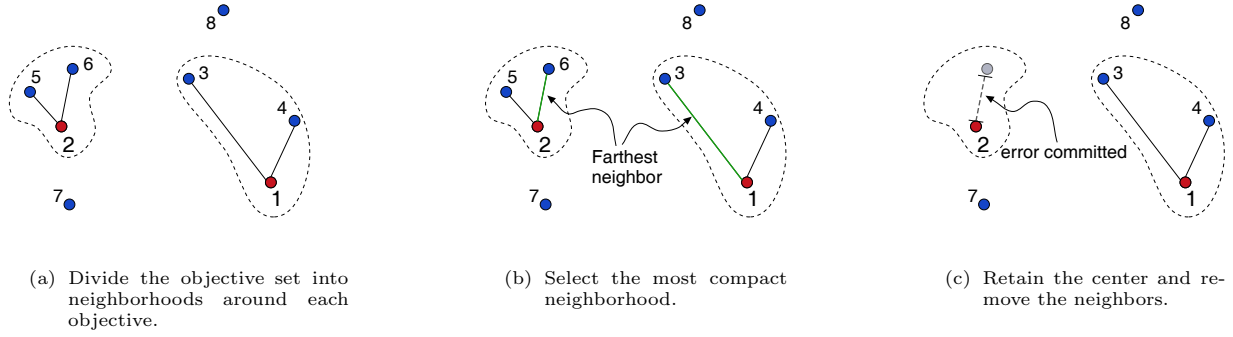 8
5
6
3
4
2
7
1
(a) Divide the objective set into
neighborhoods around each
objective.
8
5
6
3
4
2
Farthest
neighbor
7
1
(b) Select the most compact
neighborhood.
8
3
4
2
error committed
7
1
(c) Retain the center and re-
move the neighbors.